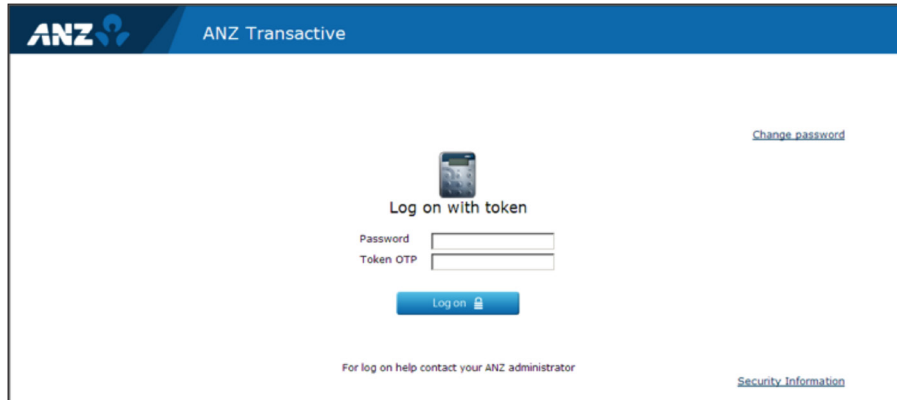 ANZ
ANZ Transactive
Change password
Log on with token
Password
Token OTP
Log on
For log on help contact your ANZ administrator
Security Information